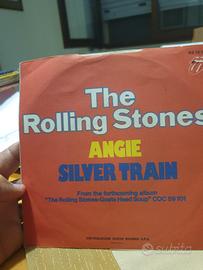 The
Rolling Stones
ANGIE
SILVER TRAIN
From the forthcoming album
"The Rolling Stones-Goats Head Soup" COC 59 101
Subito